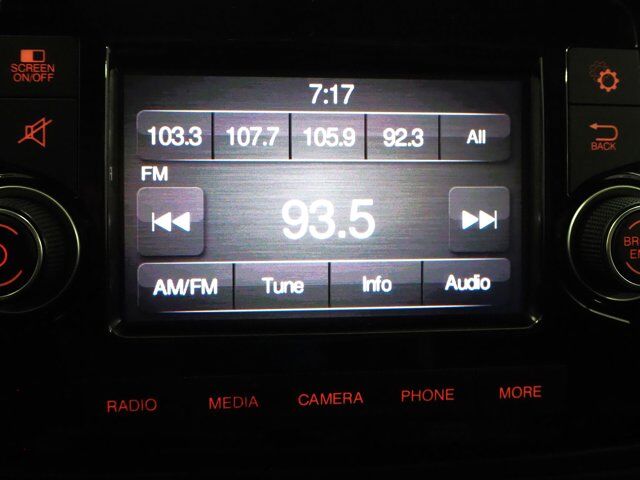 SCREEN
ON/OFF
7:17
103.3 107.7 105.9 92.3 All
BACK
FM
93.5
AM/FM Tune Info Audio
RADIO MEDIA CAMERA PHONE MORE